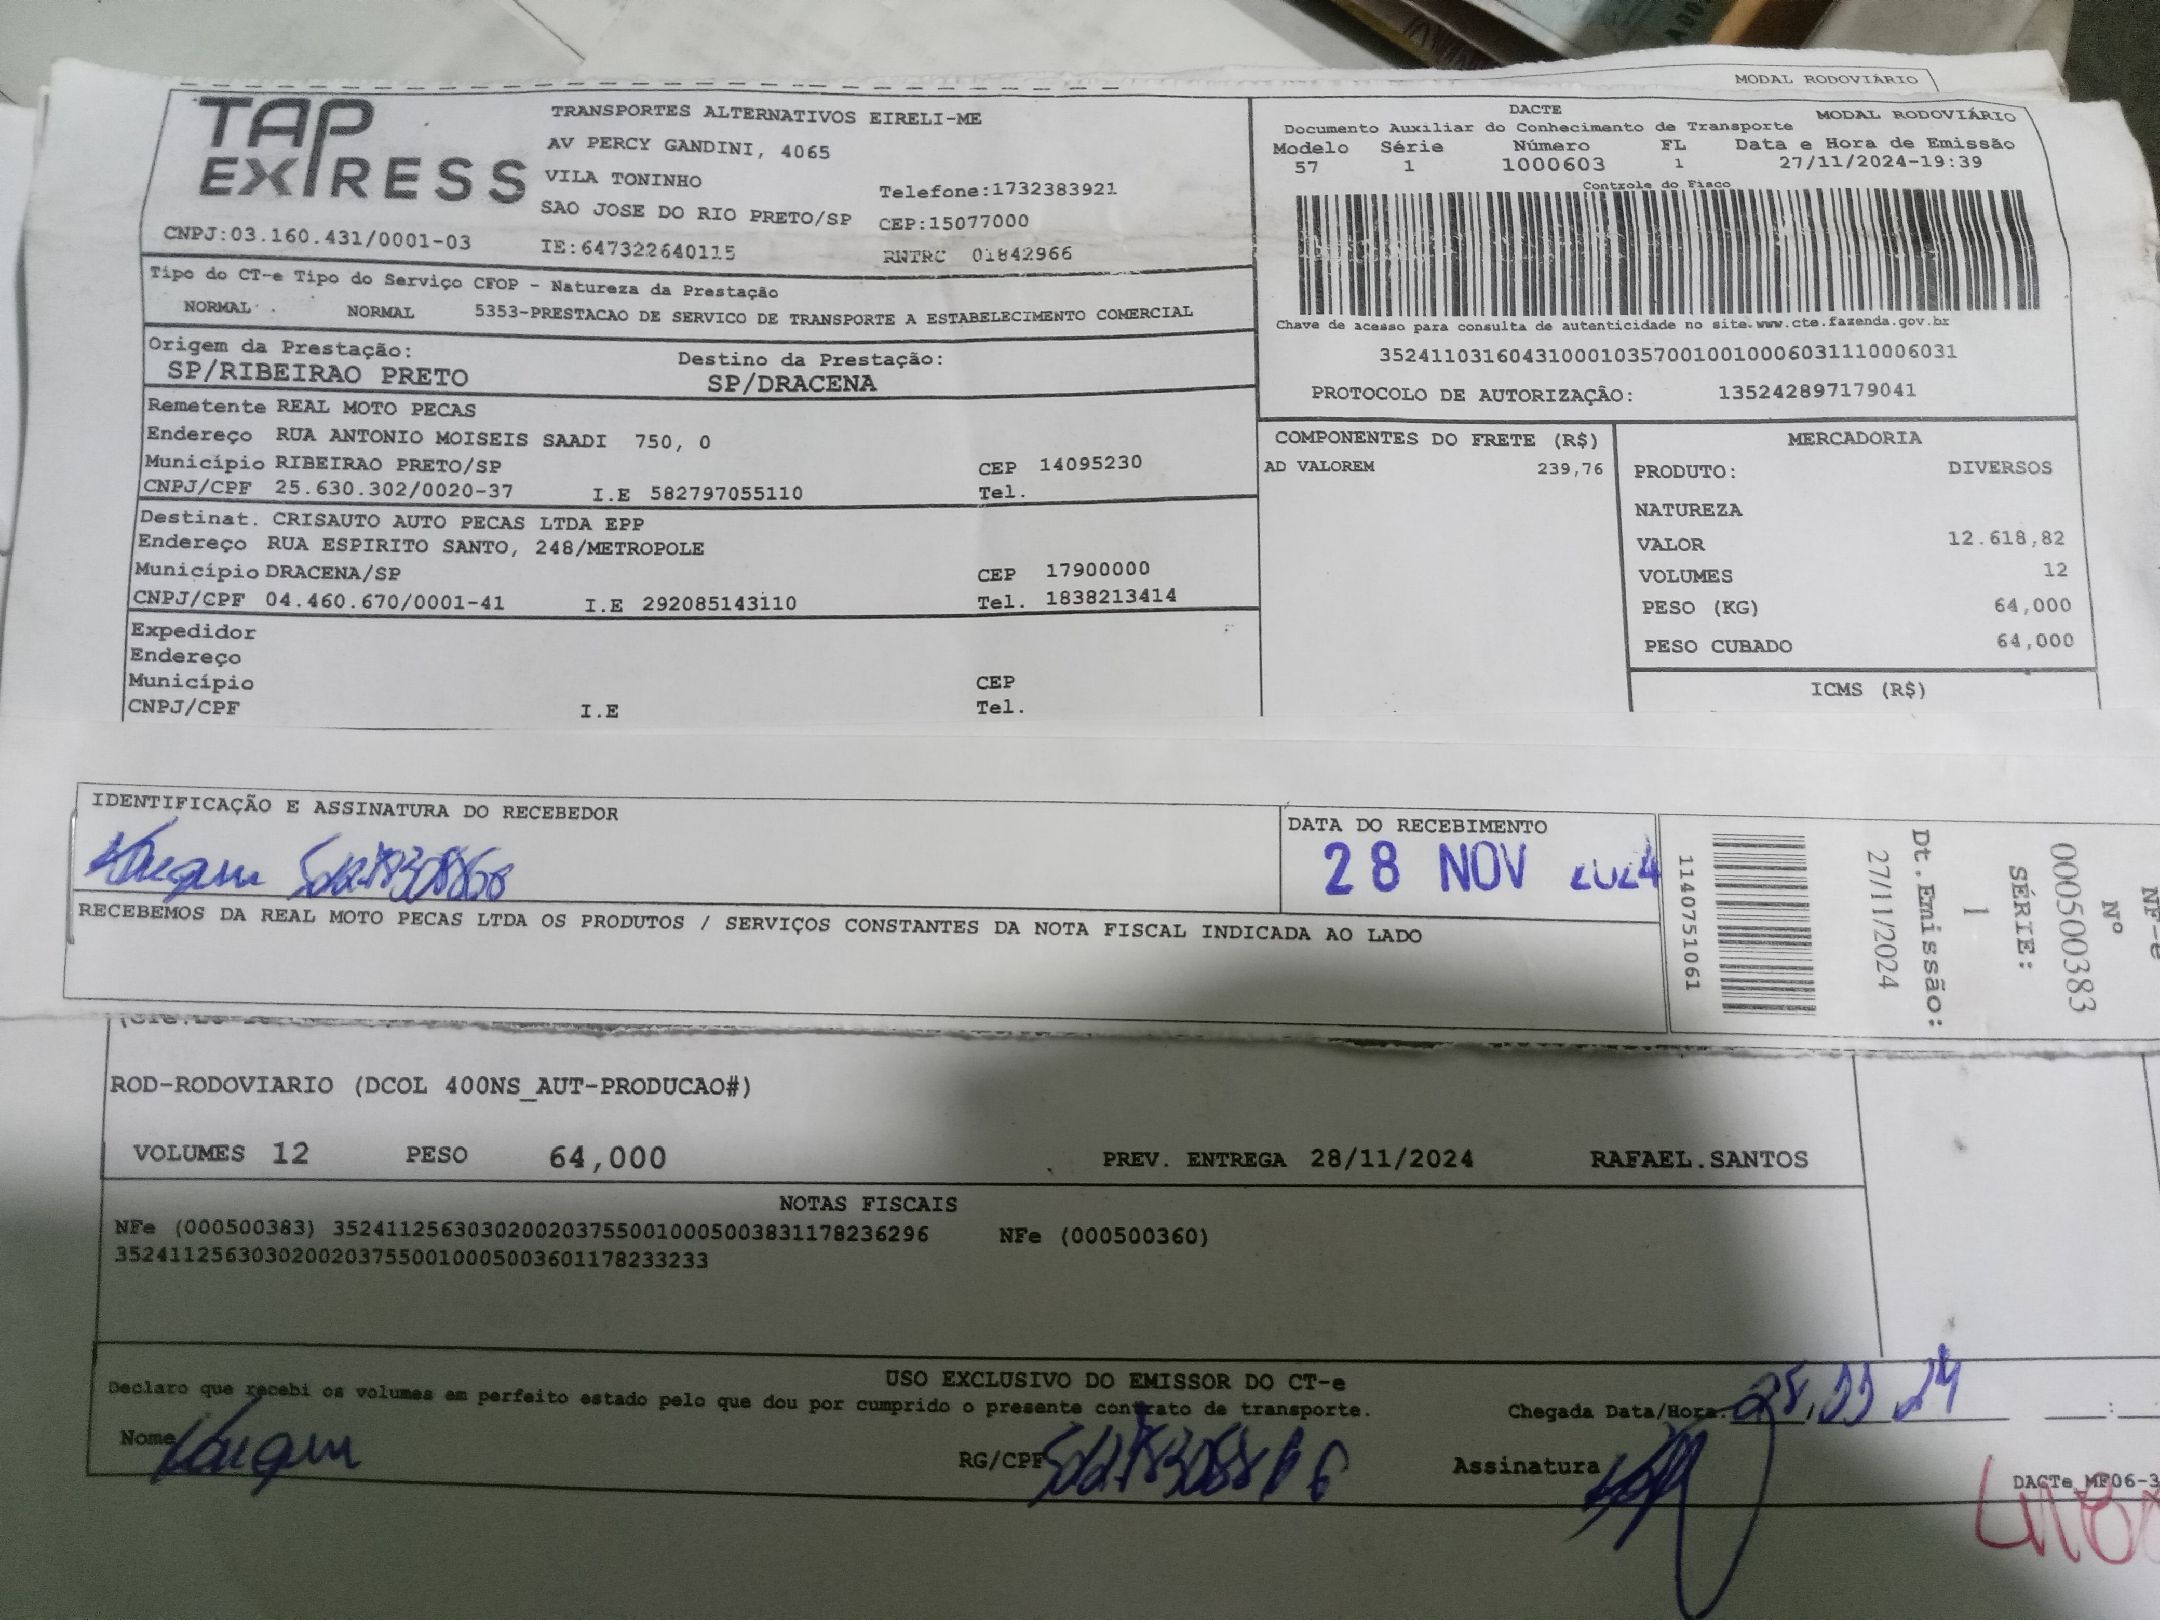 MODAL RODOVIÁRIO
TAP EXPRESS
TRANSPORTES ALTERNATIVOS EIRELI-ME
AV PERCY GANDINI, 4065
VILA TONINHO
Telefone:1732383921
SAO JOSE DO RIO PRETO/SP CEP:15077000
CNPJ:03.160.431/0001-03 IE:647322640115 RNTRC 01842966
DACTE MODAL RODOVIÁRIO
Documento Auxiliar do Conhecimento de Transporte
Modelo Série Número FL Data e Hora de Emissão
57 1 1000603 1 27/11/2024-19:39
Controle do Fisco
Chave de acesso para consulta de autenticidade no site.www.cte.fazenda.gov.br
35241103160431000103570010010006031110006031
PROTOCOLO DE AUTORIZAÇÃO: 135242897179041
Tipo do CT-e Tipo do Serviço CFOP - Natureza da Prestação
NORMAL NORMAL 5353-PRESTACAO DE SERVICO DE TRANSPORTE A ESTABELECIMENTO COMERCIAL
Origem da Prestação: Destino da Prestação:
SP/RIBEIRAO PRETO SP/DRACENA
Remetente REAL MOTO PECAS
Endereço RUA ANTONIO MOISEIS SAADI 750, 0
Município RIBEIRAO PRETO/SP CEP 14095230
CNPJ/CPF 25.630.302/0020-37 I.E 582797055110 Tel.
Destinat. CRISAUTO AUTO PECAS LTDA EPP
Endereço RUA ESPIRITO SANTO, 248/METROPOLE
Município DRACENA/SP CEP 17900000
CNPJ/CPF 04.460.670/0001-41 I.E 292085143110 Tel. 1838213414
Expedidor
Endereço
Município CEP
CNPJ/CPF I.E Tel.
COMPONENTES DO FRETE (R$)
AD VALOREM 239,76
MERCADORIA
PRODUTO: DIVERSOS
NATUREZA
VALOR 12.618,82
VOLUMES 12
PESO (KG) 64,000
PESO CUBADO 64,000
ICMS (R$)
IDENTIFICAÇÃO E ASSINATURA DO RECEBEDOR
DATA DO RECEBIMENTO
28 NOV 2024
RECEBEMOS DA REAL MOTO PECAS LTDA OS PRODUTOS / SERVIÇOS CONSTANTES DA NOTA FISCAL INDICADA AO LADO
NF-e
Nº
000500383
SÉRIE:
1
Dt.Emissão:
27/11/2024
1140751061
ROD-RODOVIARIO (DCOL 400NS_AUT-PRODUCAO#)
VOLUMES 12 PESO 64,000 PREV. ENTREGA 28/11/2024 RAFAEL.SANTOS
NOTAS FISCAIS
NFe (000500383) 35241125630302002037550010005003831178236296 NFe (000500360)
35241125630302002037550010005003601178233233
USO EXCLUSIVO DO EMISSOR DO CT-e
Declaro que recebi os volumes em perfeito estado pelo que dou por cumprido o presente contrato de transporte.
Chegada Data/Hora: 28,11,24
Nome RG/CPF Assinatura
DACTe_MF06-3